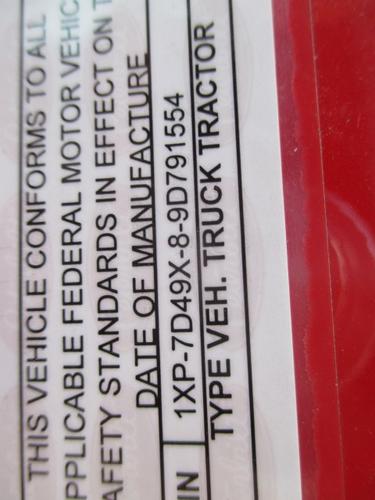 THIS VEHICLE CONFORMS TO ALL
PPLICABLE FEDERAL MOTOR VEHIC
AFETY STANDARDS IN EFFECT ON T
DATE OF MANUFACTURE
IN 1XP-7D49X-8-9D791554
TYPE VEH. TRUCK TRACTOR